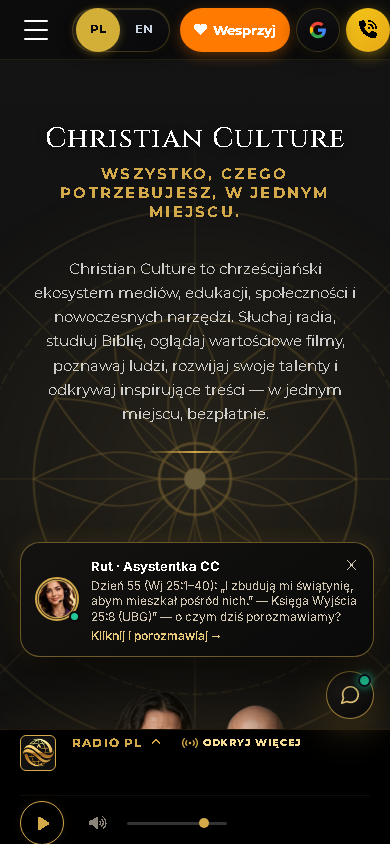 PL
EN
Wesprzyj
Christian Culture
WSZYSTKO, CZEGO
POTRZEBUJESZ, W JEDNYM
MIEJSCU.
Christian Culture to chrześcijański
ekosystem mediów, edukacji, społeczności i
nowoczesnych narzędzi. Słuchaj radia,
studiuj Biblię, oglądaj wartościowe filmy,
poznawaj ludzi, rozwijaj swoje talenty i
odkrywaj inspirujące treści — w jednym
miejscu, bezpłatnie.
Rut · Asystentka CC
Dzień 55 (Wj 25:1–40): „I zbudują mi świątynię,
abym mieszkał pośród nich.” — Księga Wyjścia
25:8 (UBG)” — o czym dziś porozmawiamy?
Kliknij i porozmawiaj →
RADIO PL
ODKRYJ WIĘCEJ